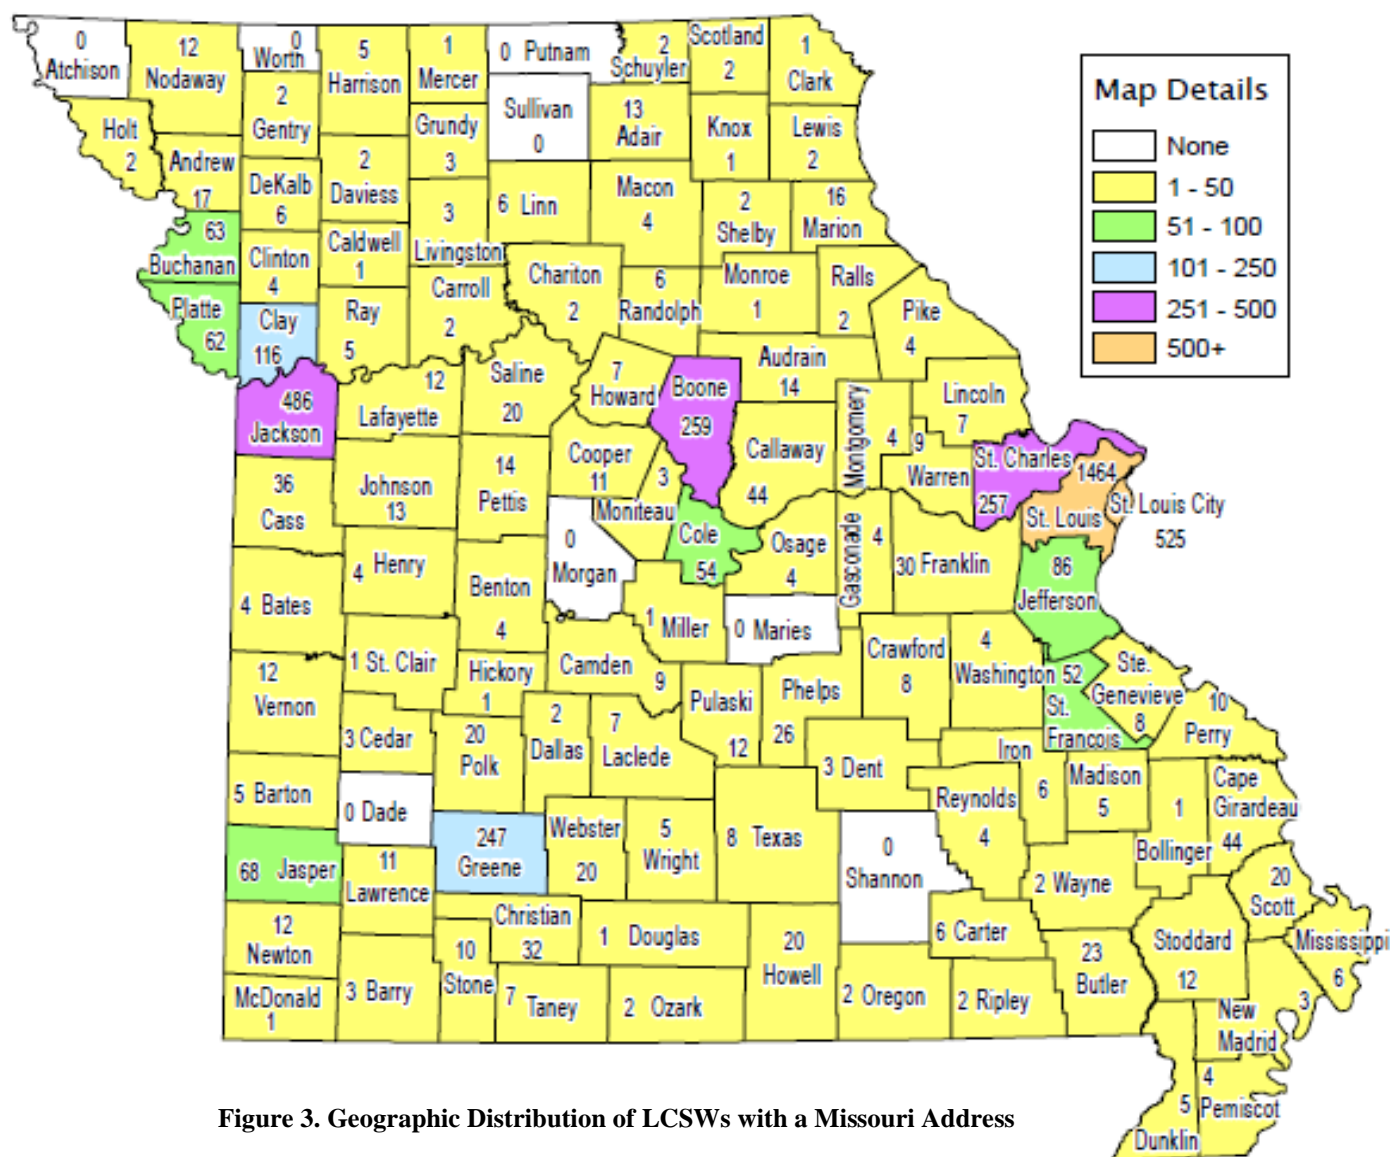 0
Atchison
12
Nodaway
0
Worth
5
Harrison
1
Mercer
0 Putnam
2
Schuyler
Scotland
2
1
Clark
Map Details
None
1 - 50
51 - 100
101 - 250
251 - 500
500+
Holt
2
Andrew
17
2
Gentry
DeKalb
6
2
Daviess
Grundy
3
Sullivan
0
13
Adair
Knox
1
Lewis
2
63
Buchanan
Clinton
4
Caldwell
1
3
Livingston
6 Linn
Macon
4
2
Shelby
16
Marion
Platte
62
Clay
116
Ray
5
Carroll
2
Chariton
2
6
Randolph
Monroe
1
Ralls
2
Pike
4
486
Jackson
12
Lafayette
Saline
20
7
Howard
Boone
259
Audrain
14
Callaway
44
Montgomery
4
9
Warren
Lincoln
7
St. Charles
257
1464
St. Louis
St. Louis City
525
36
Cass
Johnson
13
14
Pettis
Cooper
11
3
Moniteau
Cole
54
Osage
4
Gasconade
4
30 Franklin
86
Jefferson
4 Bates
4 Henry
Benton
4
0
Morgan
1 Miller
0 Maries
12
Vernon
1 St. Clair
Hickory
1
Camden
9
Pulaski
12
Phelps
26
Crawford
8
4
Washington
52
St.
Francois
Ste.
Genevieve
8
10
Perry
3 Cedar
20
Polk
2
Dallas
7
Laclede
3 Dent
Iron
6
Madison
5
1
Bollinger
Cape
Girardeau
44
5 Barton
0 Dade
247
Greene
Webster
20
5
Wright
8 Texas
0
Shannon
Reynolds
4
2 Wayne
20
Scott
68 Jasper
11
Lawrence
Christian
32
1 Douglas
20
Howell
6 Carter
23
Butler
Stoddard
12
Mississippi
6
12
Newton
McDonald
1
3 Barry
10
Stone
7 Taney
2 Ozark
2 Oregon
2 Ripley
3
New
Madrid
4
Pemiscot
5
Dunklin
Figure 3. Geographic Distribution of LCSWs with a Missouri Address